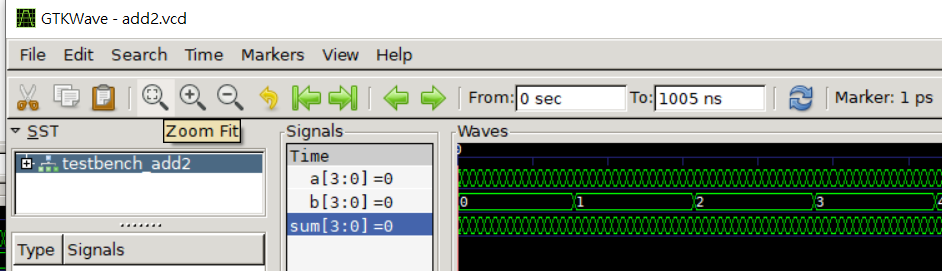 GTKWave - add2.vcd
File Edit Search Time Markers View Help
From: 0 sec To: 1005 ns Marker: 1 ps
Zoom Fit
SST
testbench_add2
Type Signals
Signals
Time
a[3:0] =0
b[3:0] =0
sum[3:0] =0
Waves
0
0 1 2 3 4